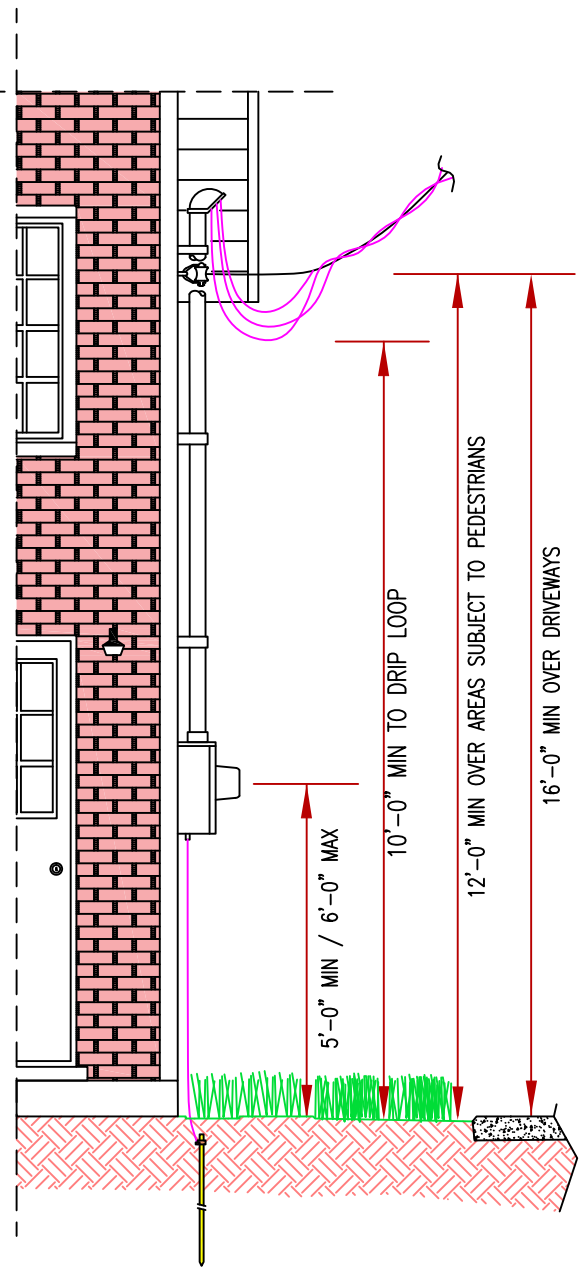 5'-0" MIN / 6'-0" MAX
10'-0" MIN TO DRIP LOOP
12'-0" MIN OVER AREAS SUBJECT TO PEDESTRIANS
16'-0" MIN OVER DRIVEWAYS